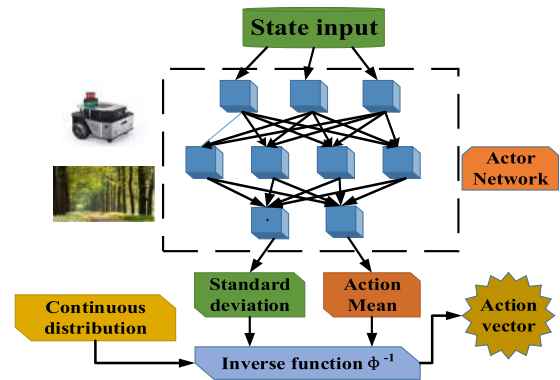 State input
Actor
Network
Standard
deviation
Action
Mean
Continuous
distribution
Action
vector
Inverse function Φ⁻¹